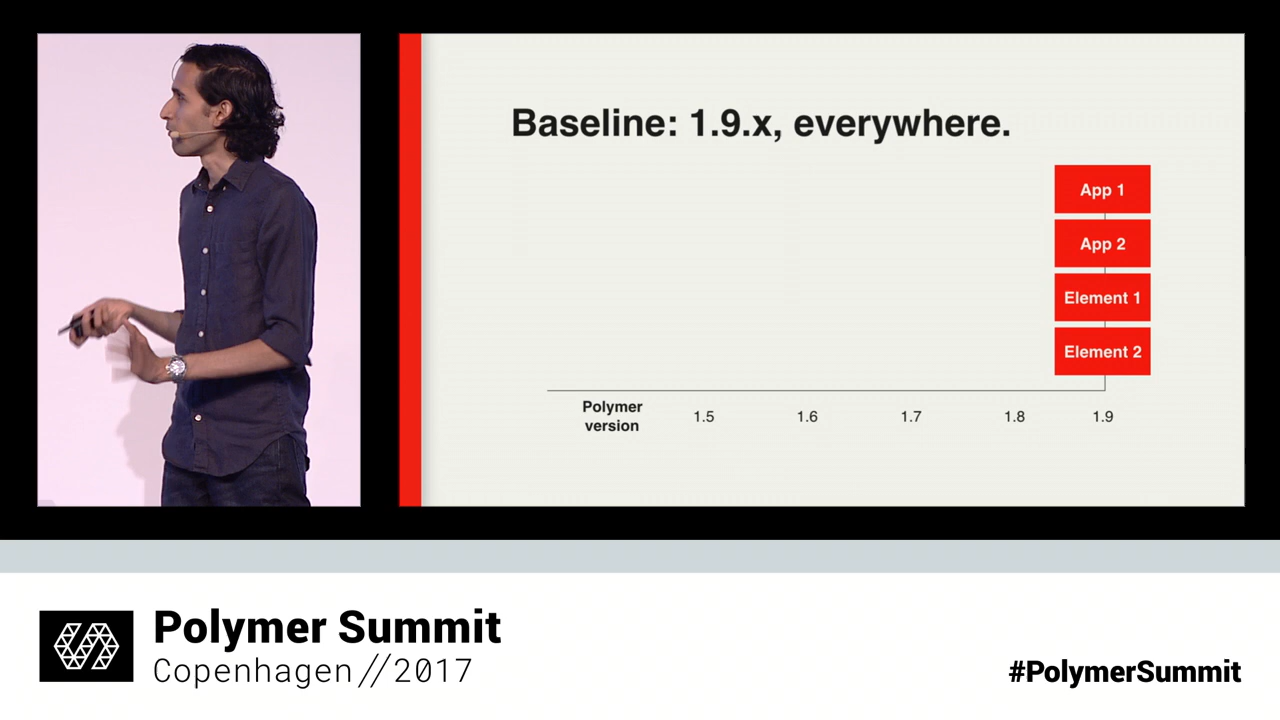 Baseline: 1.9.x, everywhere.
App 1
App 2
Element 1
Element 2
Polymer
version
1.5
1.6
1.7
1.8
1.9
Polymer Summit
Copenhagen//2017
#PolymerSummit